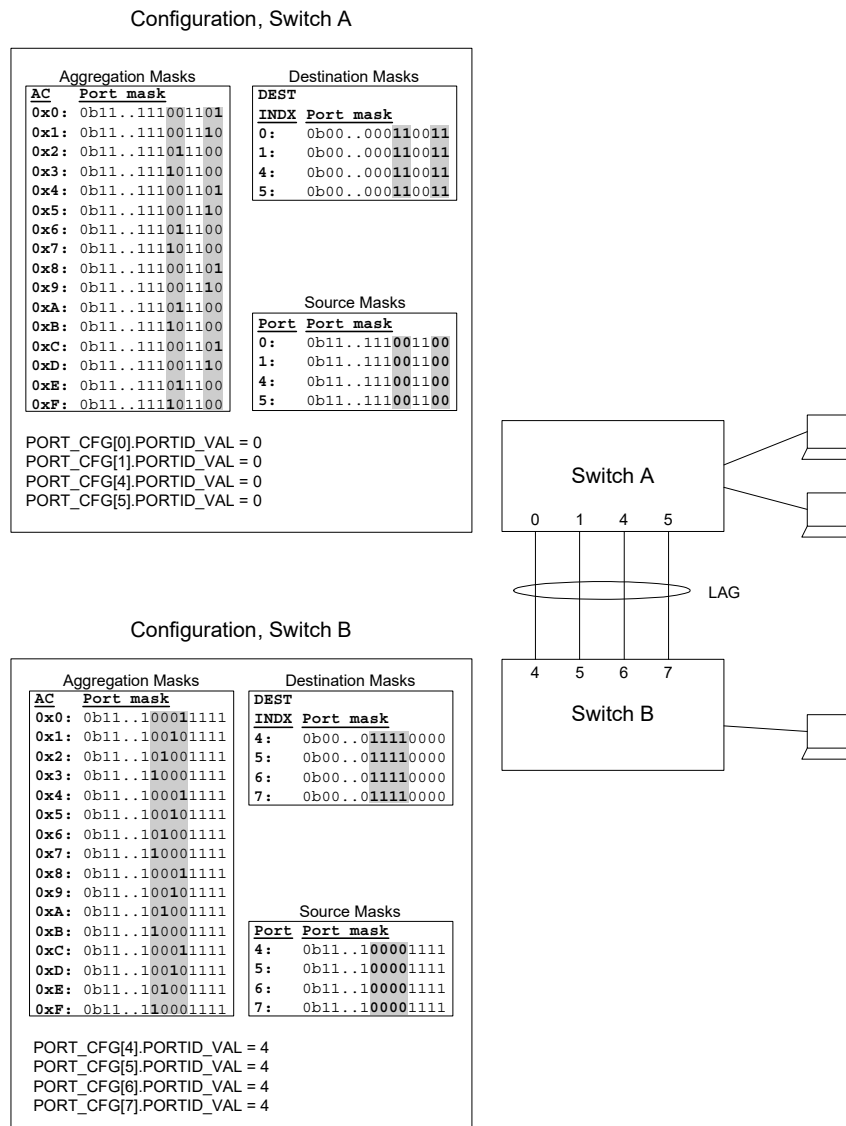 Configuration, Switch A
Aggregation Masks
AC Port mask
0x0: 0b11..111001101
0x1: 0b11..111001110
0x2: 0b11..111011100
0x3: 0b11..111101100
0x4: 0b11..111001101
0x5: 0b11..111001110
0x6: 0b11..111011100
0x7: 0b11..111101100
0x8: 0b11..111001101
0x9: 0b11..111001110
0xA: 0b11..111011100
0xB: 0b11..111101100
0xC: 0b11..111001101
0xD: 0b11..111001110
0xE: 0b11..111011100
0xF: 0b11..111101100
Destination Masks
DEST
INDX Port mask
0: 0b00..000110011
1: 0b00..000110011
4: 0b00..000110011
5: 0b00..000110011
Source Masks
Port Port mask
0: 0b11..111001100
1: 0b11..111001100
4: 0b11..111001100
5: 0b11..111001100
PORT_CFG[0].PORTID_VAL = 0
PORT_CFG[1].PORTID_VAL = 0
PORT_CFG[4].PORTID_VAL = 0
PORT_CFG[5].PORTID_VAL = 0
Switch A
0 1 4 5
LAG
4 5 6 7
Switch B
Configuration, Switch B
Aggregation Masks
AC Port mask
0x0: 0b11..100011111
0x1: 0b11..100101111
0x2: 0b11..101001111
0x3: 0b11..110001111
0x4: 0b11..100011111
0x5: 0b11..100101111
0x6: 0b11..101001111
0x7: 0b11..110001111
0x8: 0b11..100011111
0x9: 0b11..100101111
0xA: 0b11..101001111
0xB: 0b11..110001111
0xC: 0b11..100011111
0xD: 0b11..100101111
0xE: 0b11..101001111
0xF: 0b11..110001111
Destination Masks
DEST
INDX Port mask
4: 0b00..011110000
5: 0b00..011110000
6: 0b00..011110000
7: 0b00..011110000
Source Masks
Port Port mask
4: 0b11..100001111
5: 0b11..100001111
6: 0b11..100001111
7: 0b11..100001111
PORT_CFG[4].PORTID_VAL = 4
PORT_CFG[5].PORTID_VAL = 4
PORT_CFG[6].PORTID_VAL = 4
PORT_CFG[7].PORTID_VAL = 4